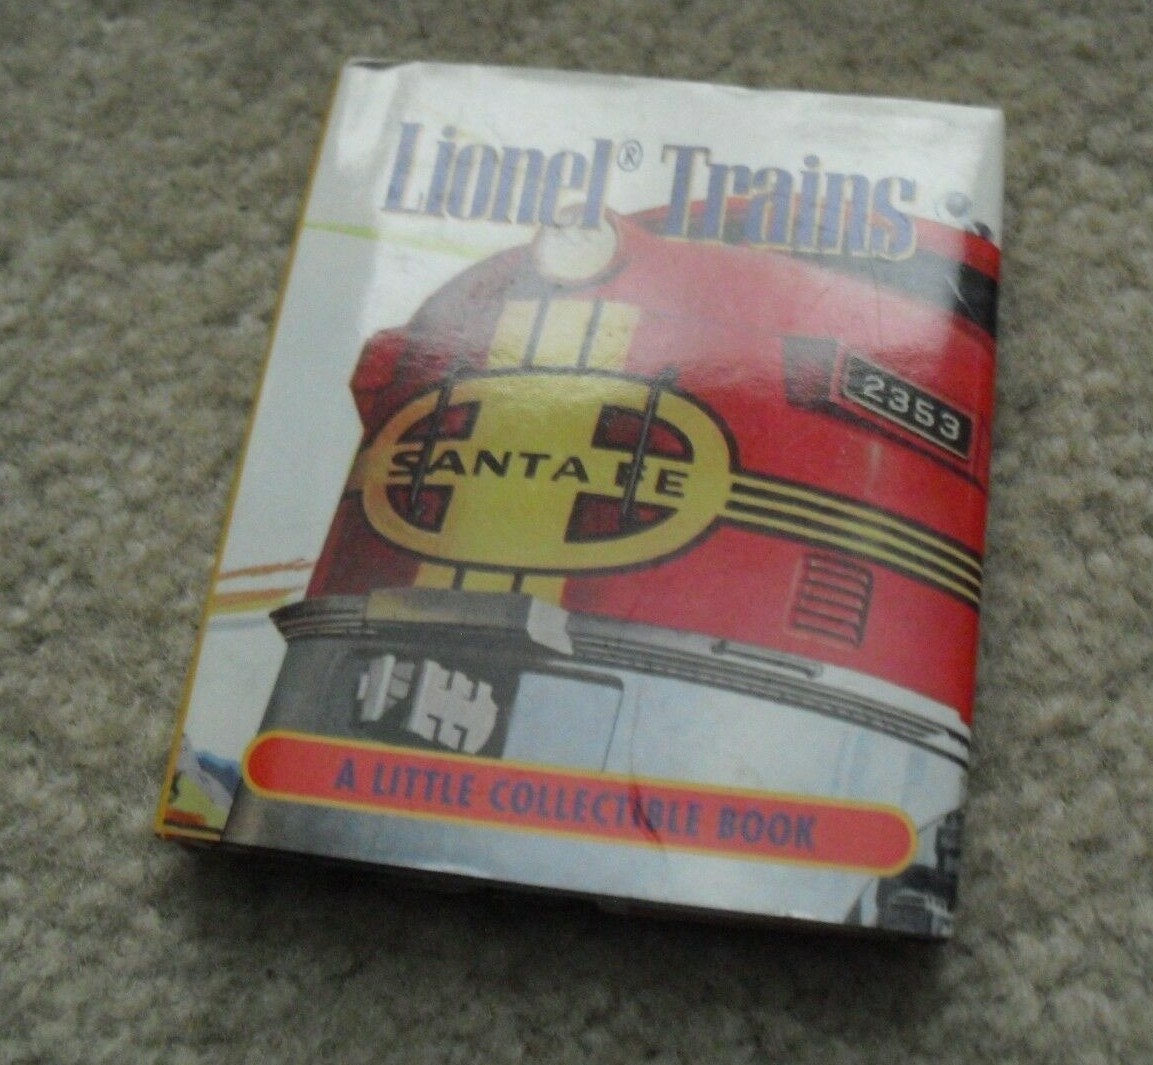 Lionel® Trains
2353
SANTA FE
A LITTLE COLLECTIBLE BOOK